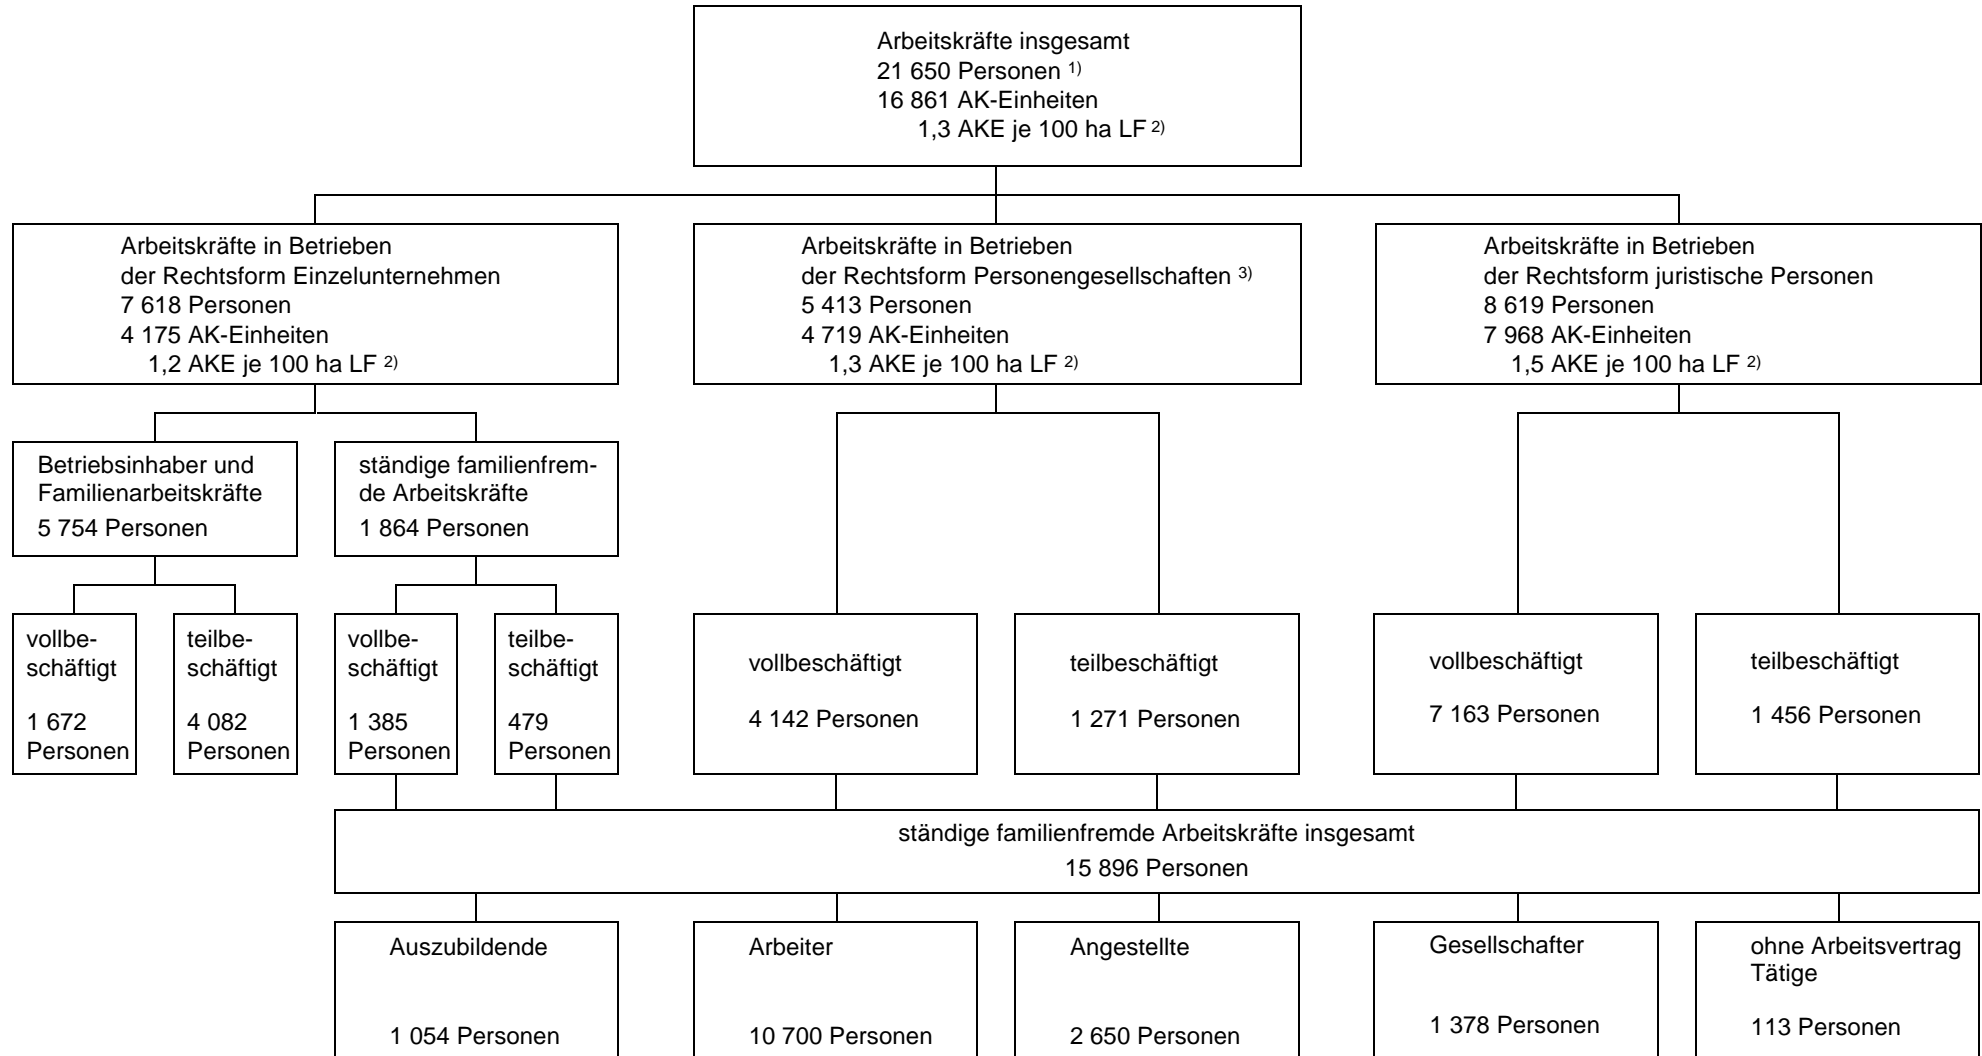 Arbeitskräfte insgesamt
21 650 Personen 1)
16 861 AK-Einheiten
1,3 AKE je 100 ha LF 2)
Arbeitskräfte in Betrieben
der Rechtsform Einzelunternehmen
7 618 Personen
4 175 AK-Einheiten
1,2 AKE je 100 ha LF 2)
Arbeitskräfte in Betrieben
der Rechtsform Personengesellschaften 3)
5 413 Personen
4 719 AK-Einheiten
1,3 AKE je 100 ha LF 2)
Arbeitskräfte in Betrieben
der Rechtsform juristische Personen
8 619 Personen
7 968 AK-Einheiten
1,5 AKE je 100 ha LF 2)
Betriebsinhaber und
Familienarbeitskräfte
5 754 Personen
ständige familienfrem-
de Arbeitskräfte
1 864 Personen
vollbe-
schäftigt
1 672
Personen
teilbe-
schäftigt
4 082
Personen
vollbe-
schäftigt
1 385
Personen
teilbe-
schäftigt
479
Personen
vollbeschäftigt
4 142 Personen
teilbeschäftigt
1 271 Personen
vollbeschäftigt
7 163 Personen
teilbeschäftigt
1 456 Personen
ständige familienfremde Arbeitskräfte insgesamt
15 896 Personen
Auszubildende
1 054 Personen
Arbeiter
10 700 Personen
Angestellte
2 650 Personen
Gesellschafter
1 378 Personen
ohne Arbeitsvertrag
Tätige
113 Personen